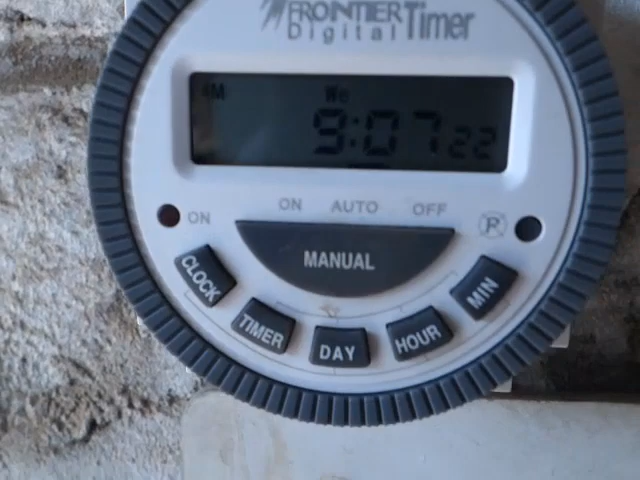 FRONTIER Timer
Digital
AM We
9:07 22
ON AUTO OFF
ON R
MANUAL
CLOCK TIMER DAY HOUR MIN